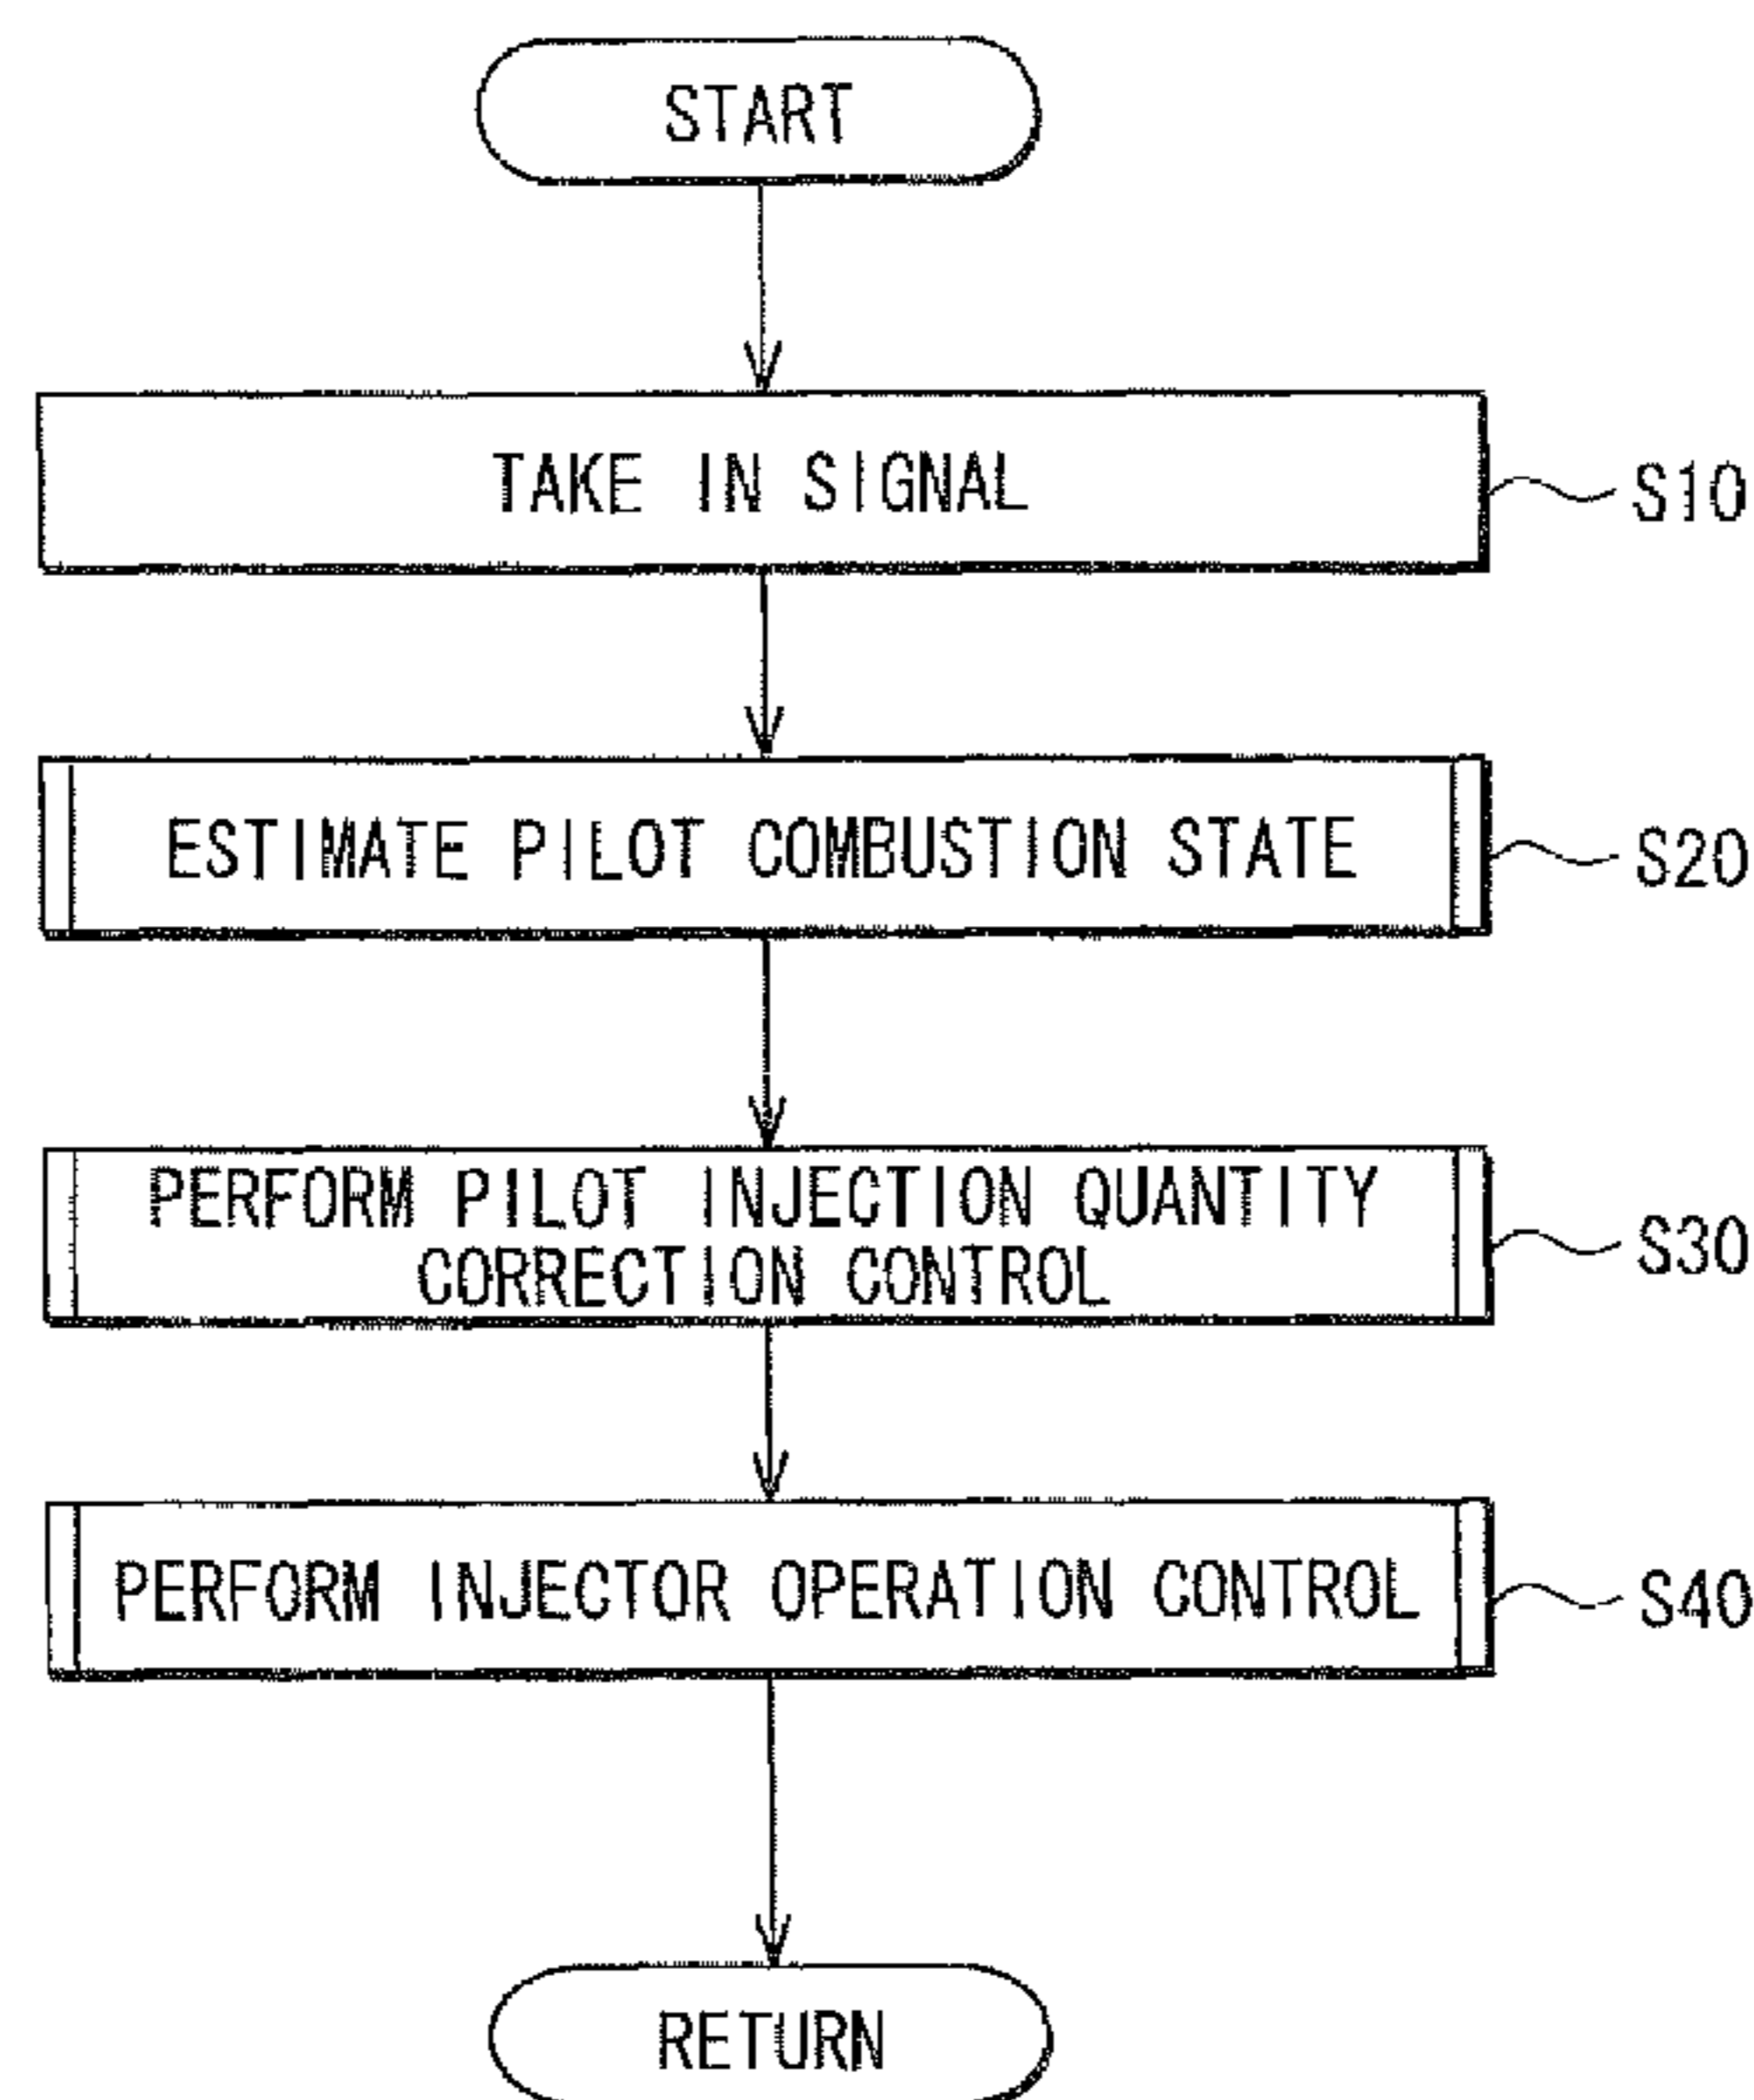 START
TAKE IN SIGNAL
S10
ESTIMATE PILOT COMBUSTION STATE
S20
PERFORM PILOT INJECTION QUANTITY
CORRECTION CONTROL
S30
PERFORM INJECTOR OPERATION CONTROL
S40
RETURN